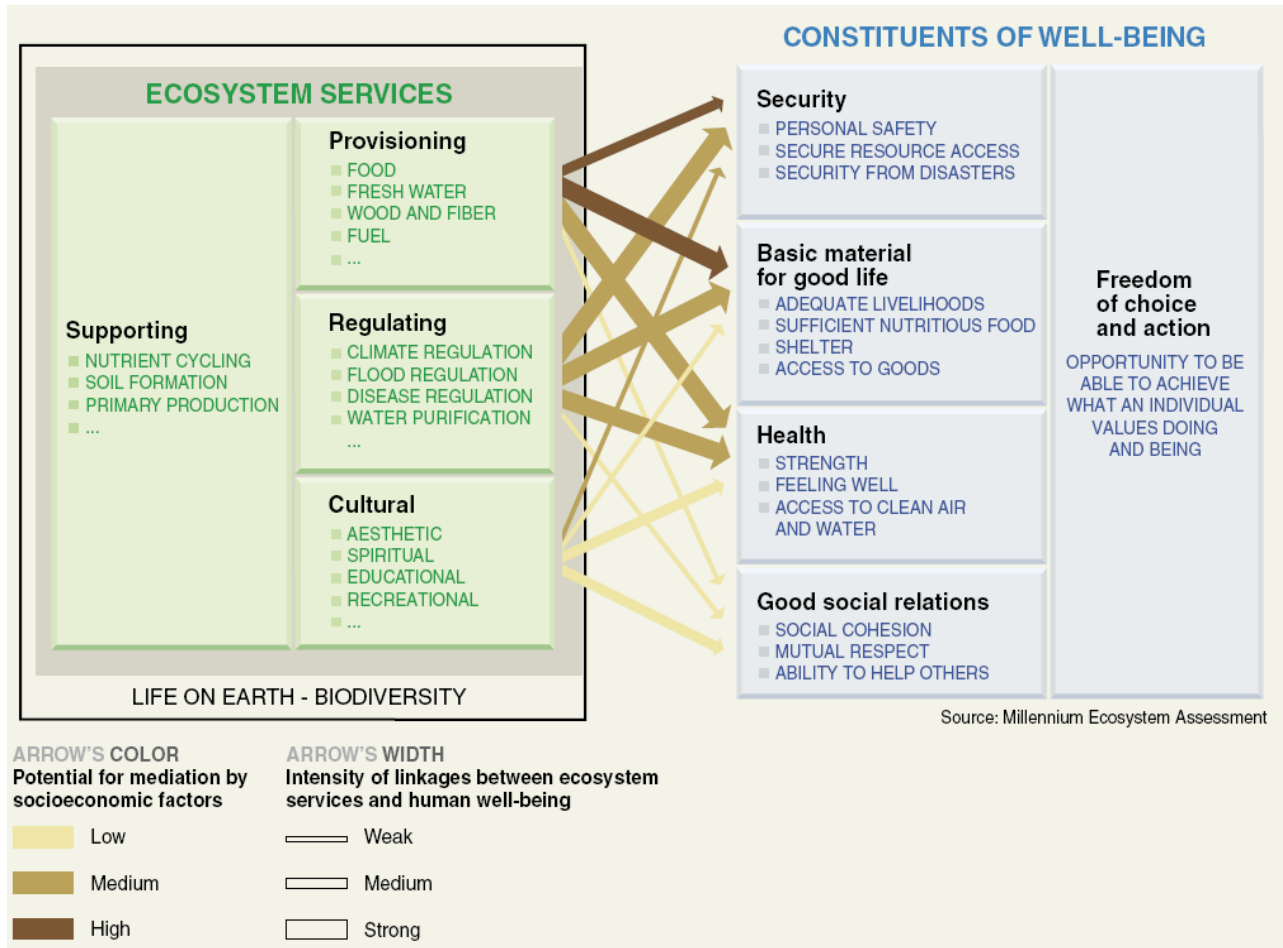 CONSTITUENTS OF WELL-BEING
ECOSYSTEM SERVICES
Supporting
NUTRIENT CYCLING
SOIL FORMATION
PRIMARY PRODUCTION
...
Provisioning
FOOD
FRESH WATER
WOOD AND FIBER
FUEL
...
Regulating
CLIMATE REGULATION
FLOOD REGULATION
DISEASE REGULATION
WATER PURIFICATION
...
Cultural
AESTHETIC
SPIRITUAL
EDUCATIONAL
RECREATIONAL
...
LIFE ON EARTH - BIODIVERSITY
Security
PERSONAL SAFETY
SECURE RESOURCE ACCESS
SECURITY FROM DISASTERS
Basic material
for good life
ADEQUATE LIVELIHOODS
SUFFICIENT NUTRITIOUS FOOD
SHELTER
ACCESS TO GOODS
Health
STRENGTH
FEELING WELL
ACCESS TO CLEAN AIR
AND WATER
Good social relations
SOCIAL COHESION
MUTUAL RESPECT
ABILITY TO HELP OTHERS
Freedom
of choice
and action
OPPORTUNITY TO BE
ABLE TO ACHIEVE
WHAT AN INDIVIDUAL
VALUES DOING
AND BEING
Source: Millennium Ecosystem Assessment
ARROW'S COLOR
Potential for mediation by
socioeconomic factors
Low
Medium
High
ARROW'S WIDTH
Intensity of linkages between ecosystem
services and human well-being
Weak
Medium
Strong